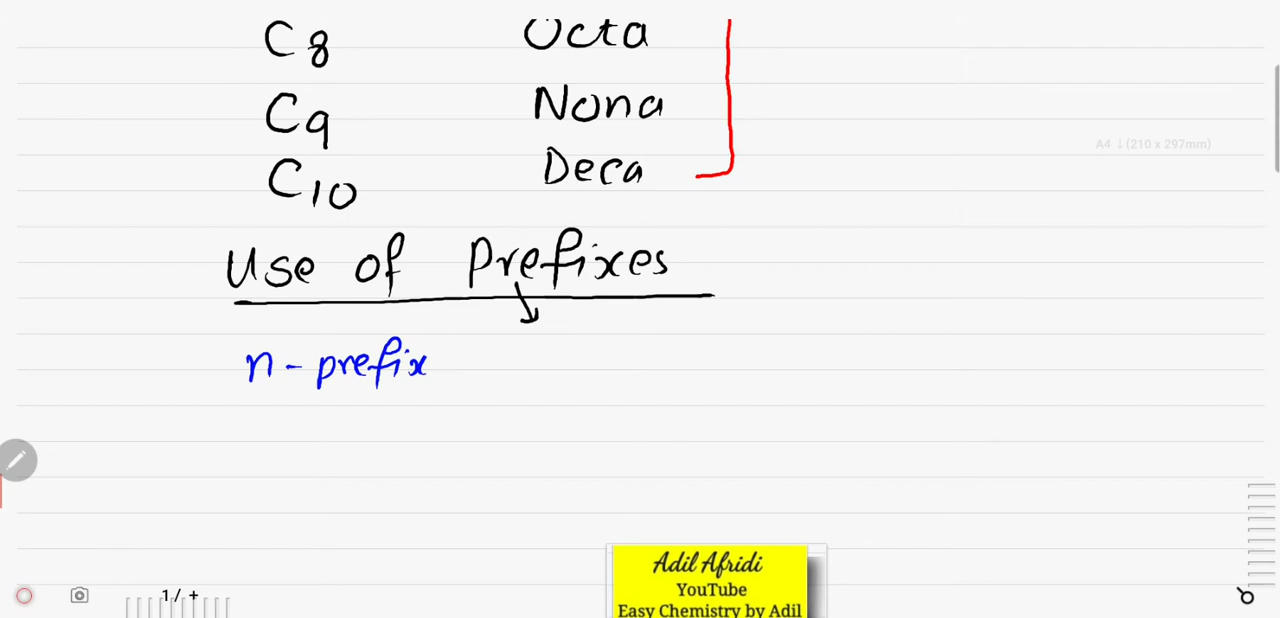 C8 Octa
C9 Nona
C10 Deca
A4 ↓ (210 x 297mm)
Use of Prefixes
n - prefix
Adil Afridi
YouTube
Easy Chemistry by Adil
1 / +